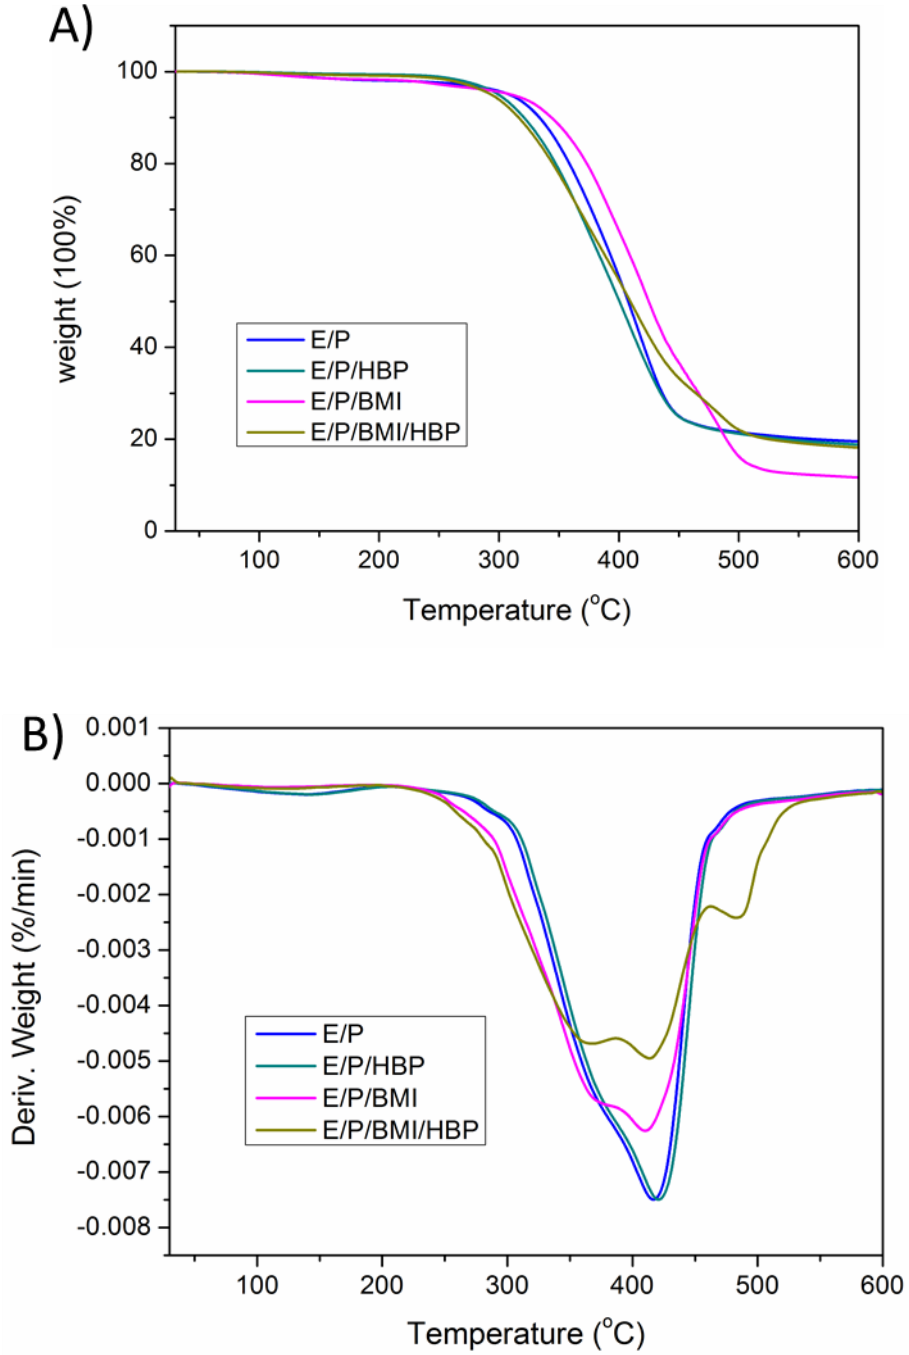 A)
100
80
60
40
20
0
weight (100%)
E/P
E/P/HBP
E/P/BMI
E/P/BMI/HBP
100 200 300 400 500 600
Temperature (°C)
B)
0.001
0.000
-0.001
-0.002
-0.003
-0.004
-0.005
-0.006
-0.007
-0.008
Deriv. Weight (%/min)
E/P
E/P/HBP
E/P/BMI
E/P/BMI/HBP
100 200 300 400 500 600
Temperature (°C)